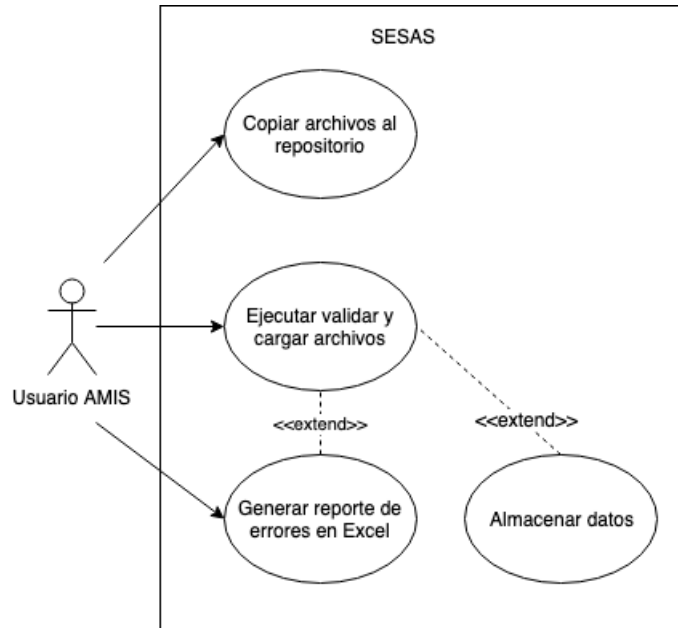 SESAS
Copiar archivos al
repositorio
Ejecutar validar y
cargar archivos
Usuario AMIS
<<extend>>
<<extend>>
Generar reporte de
errores en Excel
Almacenar datos